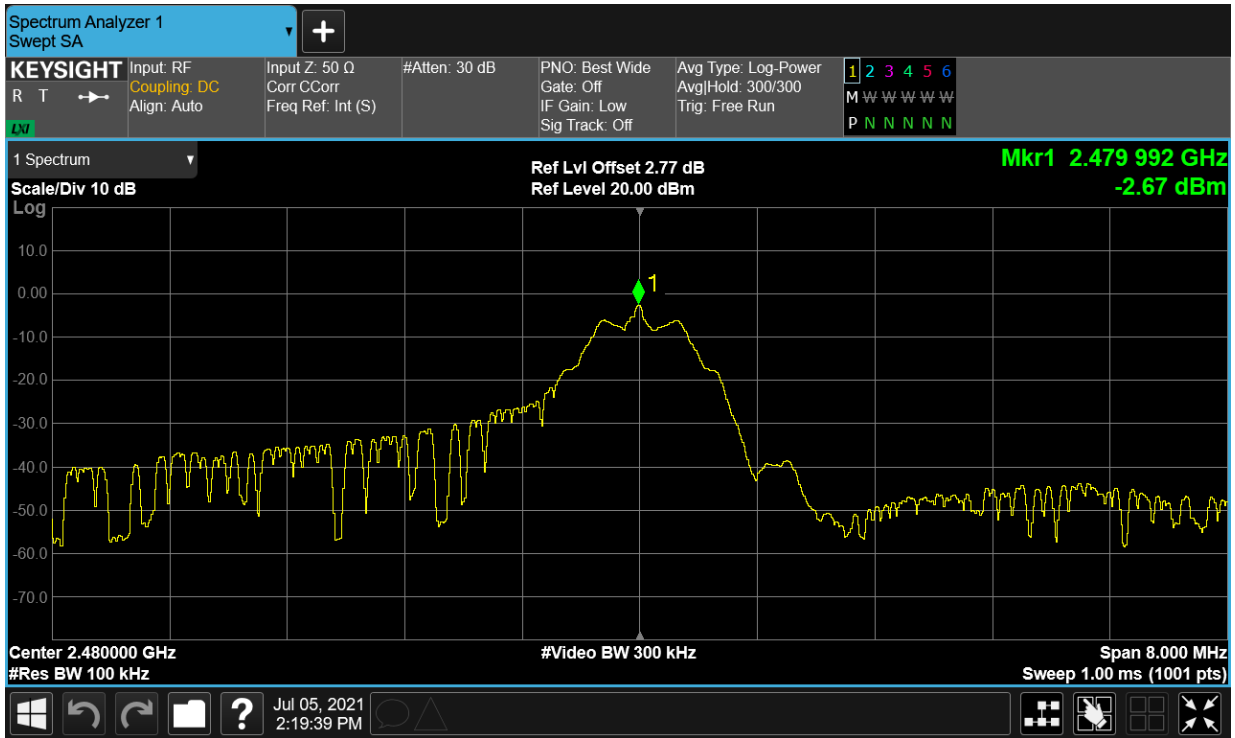 Spectrum Analyzer 1
Swept SA
KEYSIGHT
R T
LXI
Input: RF
Coupling: DC
Align: Auto
Input Z: 50 Ω
Corr CCorr
Freq Ref: Int (S)
#Atten: 30 dB
PNO: Best Wide
Gate: Off
IF Gain: Low
Sig Track: Off
Avg Type: Log-Power
Avg|Hold: 300/300
Trig: Free Run
1 2 3 4 5 6
M W W W W W
P N N N N N
1 Spectrum
Scale/Div 10 dB
Ref Lvl Offset 2.77 dB
Ref Level 20.00 dBm
Mkr1 2.479 992 GHz
-2.67 dBm
Log
10.0
0.00
-10.0
-20.0
-30.0
-40.0
-50.0
-60.0
-70.0
1
Center 2.480000 GHz
#Video BW 300 kHz
Span 8.000 MHz
#Res BW 100 kHz
Sweep 1.00 ms (1001 pts)
?
Jul 05, 2021
2:19:39 PM